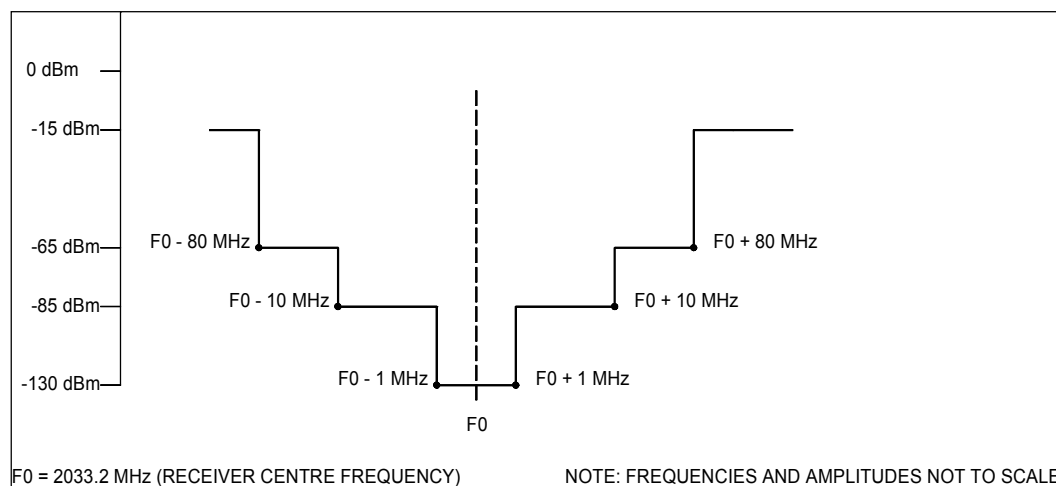 0 dBm
-15 dBm
F0 - 80 MHz
-65 dBm
F0 + 80 MHz
F0 - 10 MHz
-85 dBm
F0 + 10 MHz
F0 - 1 MHz
-130 dBm
F0 + 1 MHz
F0
F0 = 2033.2 MHz (RECEIVER CENTRE FREQUENCY)
NOTE: FREQUENCIES AND AMPLITUDES NOT TO SCALE